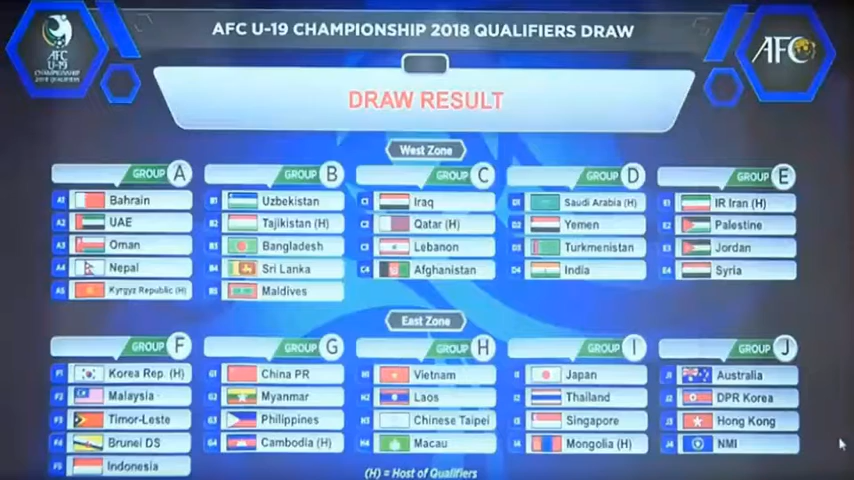 AFC U-19 CHAMPIONSHIP 2018 QUALIFIERS DRAW
AFC
U-19
CHAMPIONSHIP
2018 QUALIFIERS
AFC
DRAW RESULT
West Zone
GROUP A
A1 Bahrain
A2 UAE
A3 Oman
A4 Nepal
A5 Kyrgyz Republic (H)
GROUP B
B1 Uzbekistan
B2 Tajikistan (H)
B3 Bangladesh
B4 Sri Lanka
B5 Maldives
GROUP C
C1 Iraq
C2 Qatar (H)
C3 Lebanon
C4 Afghanistan
GROUP D
D1 Saudi Arabia (H)
D2 Yemen
D3 Turkmenistan
D4 India
GROUP E
E1 IR Iran (H)
E2 Palestine
E3 Jordan
E4 Syria
East Zone
GROUP F
F1 Korea Rep. (H)
F2 Malaysia
F3 Timor-Leste
F4 Brunei DS
F5 Indonesia
GROUP G
G1 China PR
G2 Myanmar
G3 Philippines
G4 Cambodia (H)
GROUP H
H1 Vietnam
H2 Laos
H3 Chinese Taipei
H4 Macau
GROUP I
I1 Japan
I2 Thailand
I3 Singapore
I4 Mongolia (H)
GROUP J
J1 Australia
J2 DPR Korea
J3 Hong Kong
J4 NMI
(H) = Host of Qualifiers